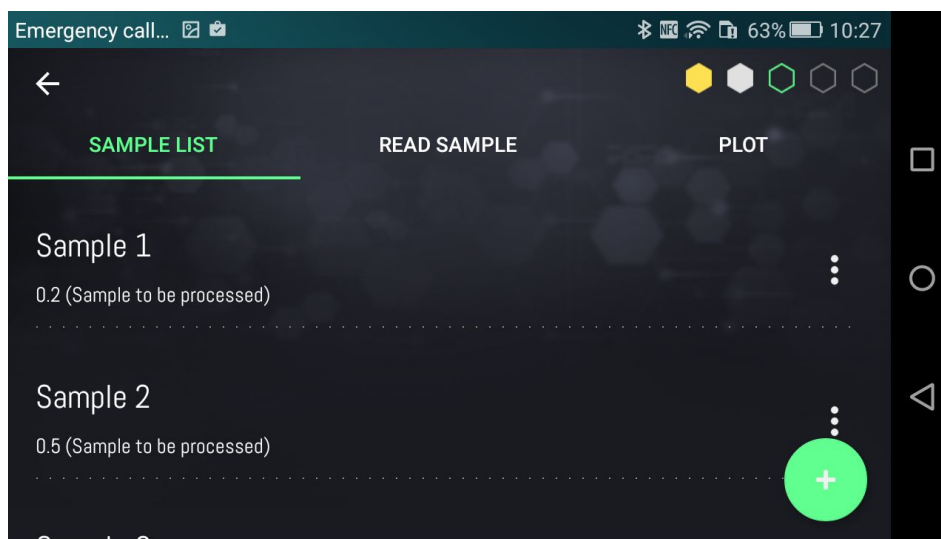 Emergency call... NFC 63% 10:27
SAMPLE LIST READ SAMPLE PLOT
Sample 1
0.2 (Sample to be processed)
Sample 2
0.5 (Sample to be processed)
+